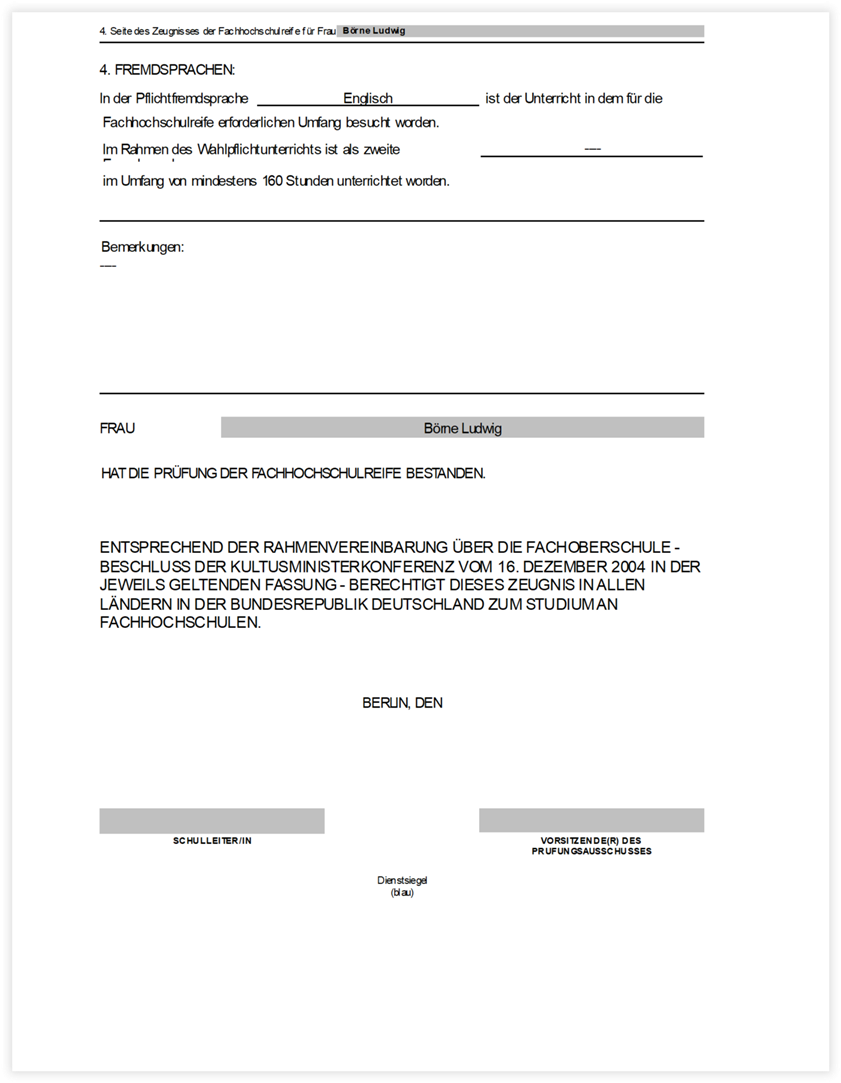 4. Seite des Zeugnisses der Fachhochschulreife für Frau Börne Ludwig
4. FREMDSPRACHEN:
In der Pflichtfremdsprache Englisch ist der Unterricht in dem für die
Fachhochschulreife erforderlichen Umfang besucht worden.
Im Rahmen des Wahlpflichtunterrichts ist als zweite ----
im Umfang von mindestens 160 Stunden unterrichtet worden.
Bemerkungen:
----
FRAU Börne Ludwig
HAT DIE PRÜFUNG DER FACHHOCHSCHULREIFE BESTANDEN.
ENTSPRECHEND DER RAHMENVEREINBARUNG ÜBER DIE FACHOBERSCHULE -
BESCHLUSS DER KULTUSMINISTERKONFERENZ VOM 16. DEZEMBER 2004 IN DER
JEWEILS GELTENDEN FASSUNG - BERECHTIGT DIESES ZEUGNIS IN ALLEN
LÄNDERN IN DER BUNDESREPUBLIK DEUTSCHLAND ZUM STUDIUM AN
FACHHOCHSCHULEN.
BERLIN, DEN
SCHULLEITER/IN
VORSITZENDE(R) DES
PRÜFUNGSAUSSCHUSSES
Dienstsiegel
(blau)